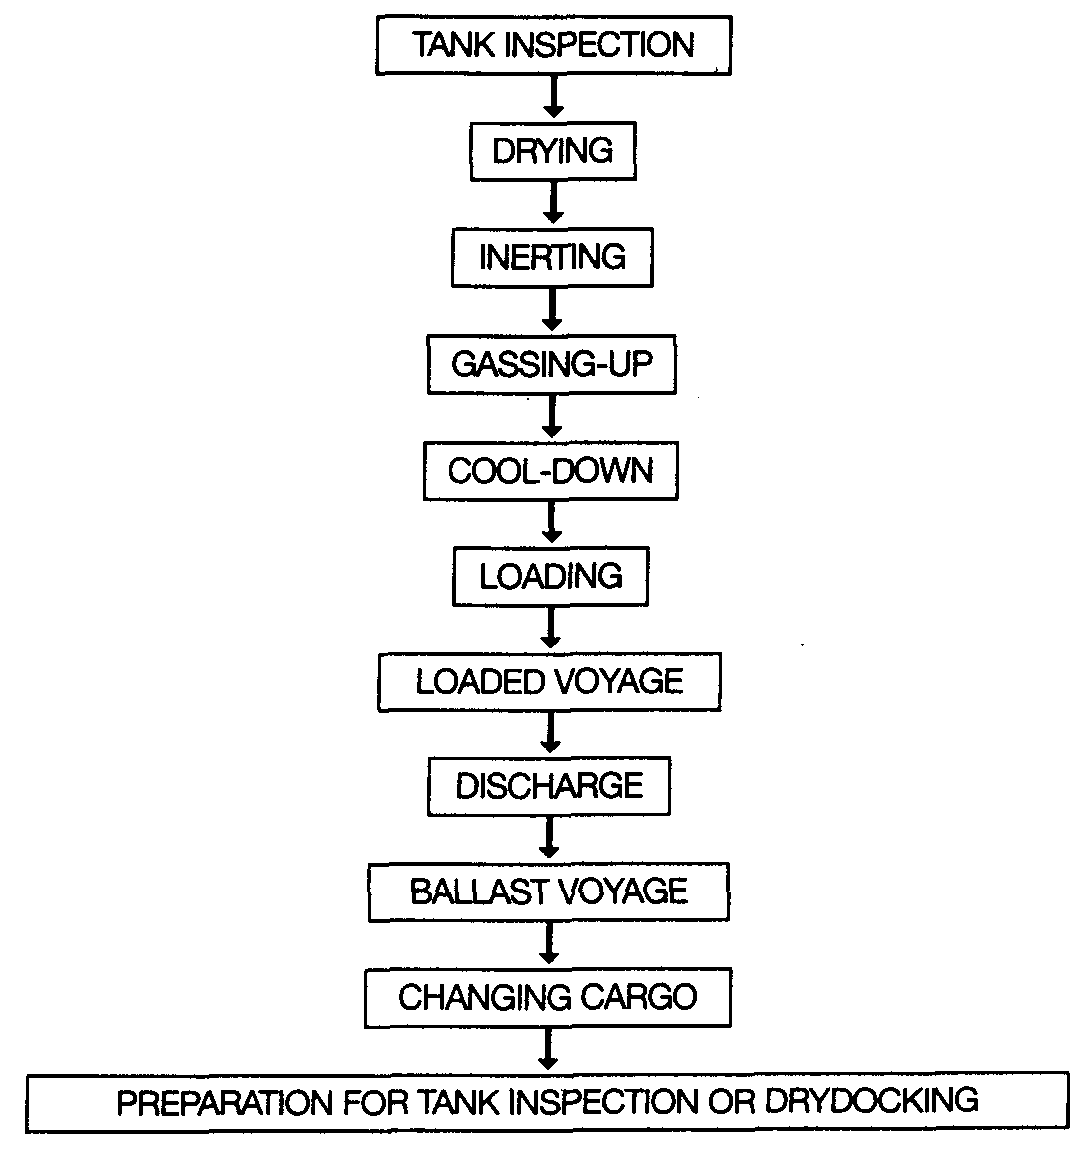 TANK INSPECTION
DRYING
INERTING
GASSING-UP
COOL-DOWN
LOADING
LOADED VOYAGE
DISCHARGE
BALLAST VOYAGE
CHANGING CARGO
PREPARATION FOR TANK INSPECTION OR DRYDOCKING